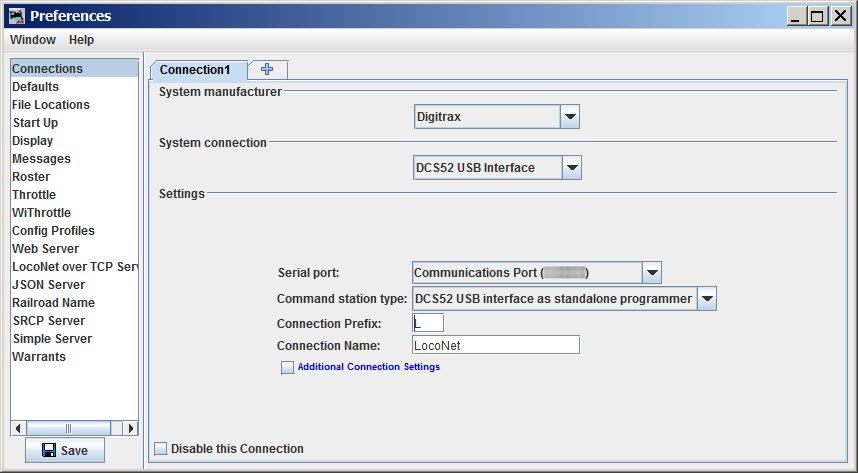 Preferences
Window Help
Connections
Defaults
File Locations
Start Up
Display
Messages
Roster
Throttle
WiThrottle
Config Profiles
Web Server
LocoNet over TCP Serv
JSON Server
Railroad Name
SRCP Server
Simple Server
Warrants
Save
Connection1
System manufacturer
Digitrax
System connection
DCS52 USB Interface
Settings
Serial port: Communications Port ( )
Command station type: DCS52 USB interface as standalone programmer
Connection Prefix: L
Connection Name: LocoNet
Additional Connection Settings
Disable this Connection